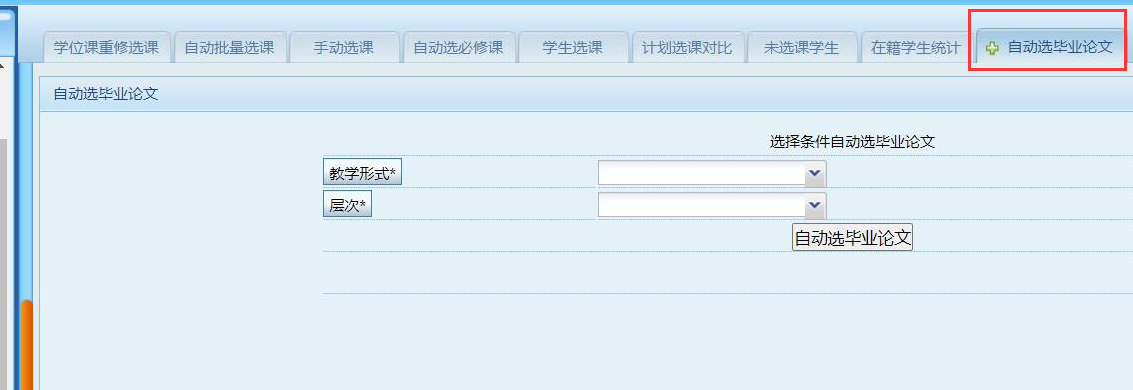 学位课重修选课 自动批量选课 手动选课 自动选必修课 学生选课 计划选课对比 未选课学生 在籍学生统计 自动选毕业论文
自动选毕业论文
选择条件自动选毕业论文
教学形式*
层次*
自动选毕业论文